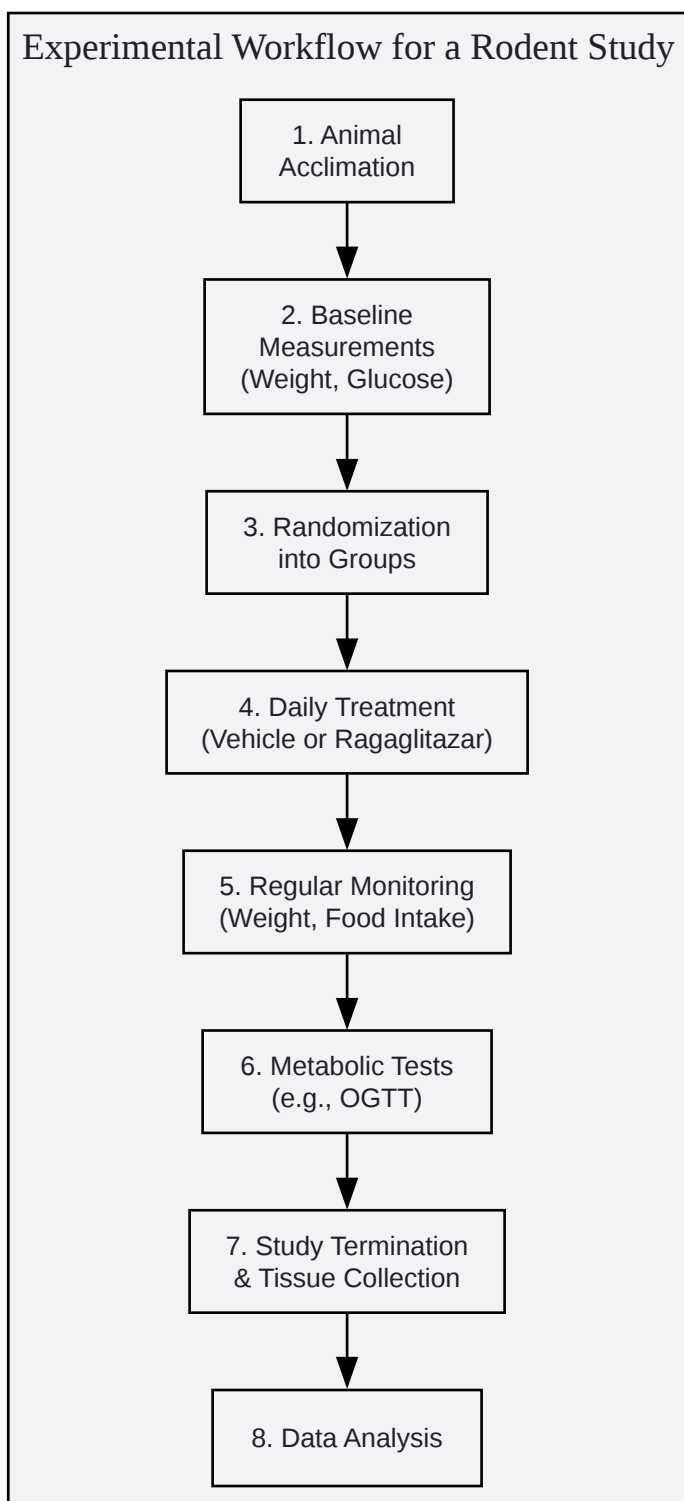 Experimental Workflow for a Rodent Study
1. Animal
Acclimation
2. Baseline
Measurements
(Weight, Glucose)
3. Randomization
into Groups
4. Daily Treatment
(Vehicle or Ragaglitazar)
5. Regular Monitoring
(Weight, Food Intake)
6. Metabolic Tests
(e.g., OGTT)
7. Study Termination
& Tissue Collection
8. Data Analysis